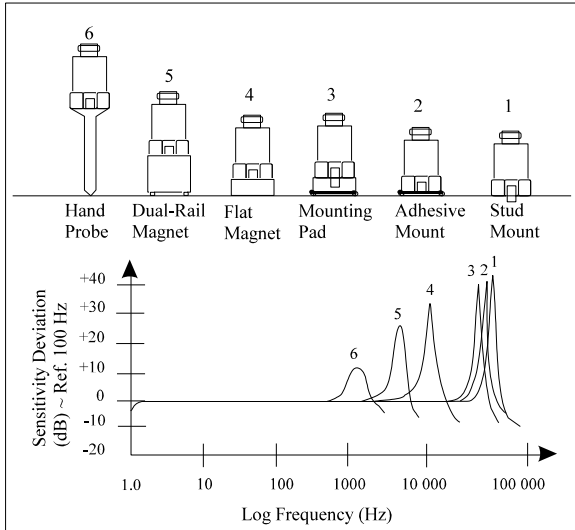 6
5
4
3
2
1
Hand Probe
Dual-Rail Magnet
Flat Magnet
Mounting Pad
Adhesive Mount
Stud Mount
Sensitivity Deviation
(dB) ~ Ref. 100 Hz
+40
+30
+20
+10
0
-10
-20
6
5
4
3 2 1
1.0 10 100 1000 10 000 100 000
Log Frequency (Hz)